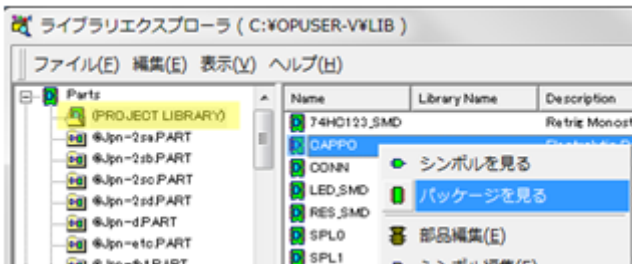 ライブラリエクスプローラ ( C:¥OPUSER-V¥LIB )
ファイル(F) 編集(E) 表示(V) ヘルプ(H)
Parts
(PROJECT LIBRARY)
@Jpn-2sa.PART
@Jpn-2sb.PART
@Jpn-2sc.PART
@Jpn-2sd.PART
@Jpn-d.PART
@Jpn-etc.PART
Name Library Name Description
74HC123_SMD Retrig Monost
CAPPO
CONN
LED_SMD
RES_SMD
SPL0
SPL1
シンボルを見る
パッケージを見る
部品編集(E)